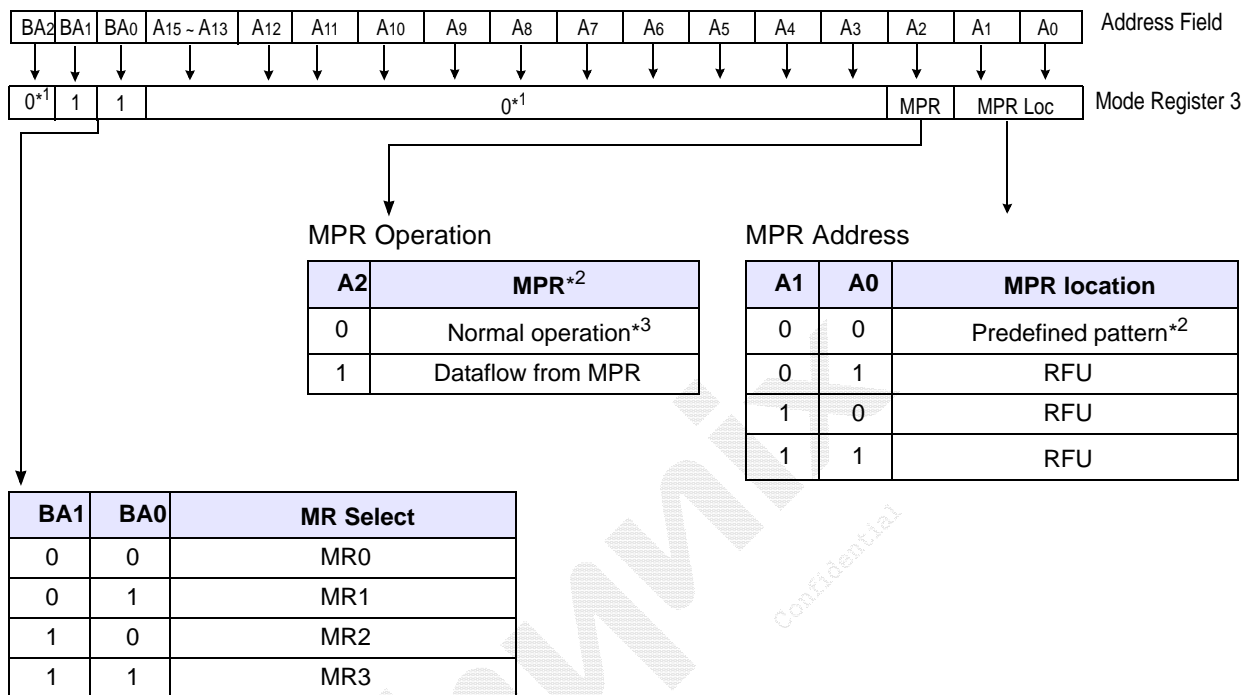 BA2 BA1 BA0 A15 ~ A13 A12 A11 A10 A9 A8 A7 A6 A5 A4 A3 A2 A1 A0 Address Field
0*1 1 1 0*1 MPR MPR Loc Mode Register 3
MPR Operation
A2 MPR*2
0 Normal operation*3
1 Dataflow from MPR
MPR Address
A1 A0 MPR location
0 0 Predefined pattern*2
0 1 RFU
1 0 RFU
1 1 RFU
BA1 BA0 MR Select
0 0 MR0
0 1 MR1
1 0 MR2
1 1 MR3
Confidential